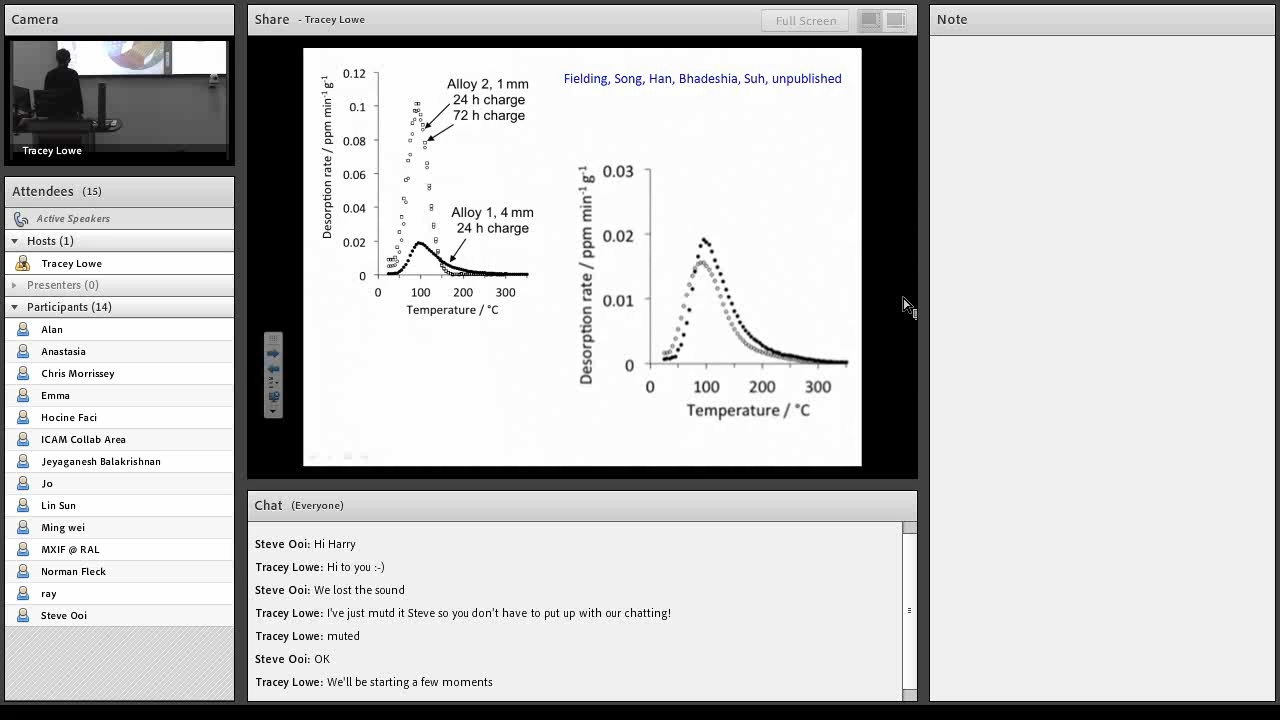 Camera
Tracey Lowe
Attendees (15)
Active Speakers
Hosts (1)
Tracey Lowe
Presenters (0)
Participants (14)
Alan
Anastasia
Chris Morrissey
Emma
Hocine Faci
ICAM Collab Area
Jeyaganesh Balakrishnan
Jo
Lin Sun
Ming wei
MXIF @ RAL
Norman Fleck
ray
Steve Ooi
Share - Tracey Lowe
Full Screen
Fielding, Song, Han, Bhadeshia, Suh, unpublished
Desorption rate / ppm min⁻¹ g⁻¹
0.12
0.1
0.08
0.06
0.04
0.02
0
Alloy 2, 1 mm
24 h charge
72 h charge
Alloy 1, 4 mm
24 h charge
0 100 200 300
Temperature / °C
Desorption rate / ppm min⁻¹ g⁻¹
0.03
0.02
0.01
0
0 100 200 300
Temperature / °C
Chat (Everyone)
Steve Ooi: Hi Harry
Tracey Lowe: Hi to you :-)
Steve Ooi: We lost the sound
Tracey Lowe: I've just mutd it Steve so you don't have to put up with our chatting!
Tracey Lowe: muted
Steve Ooi: OK
Tracey Lowe: We'll be starting a few moments
Note